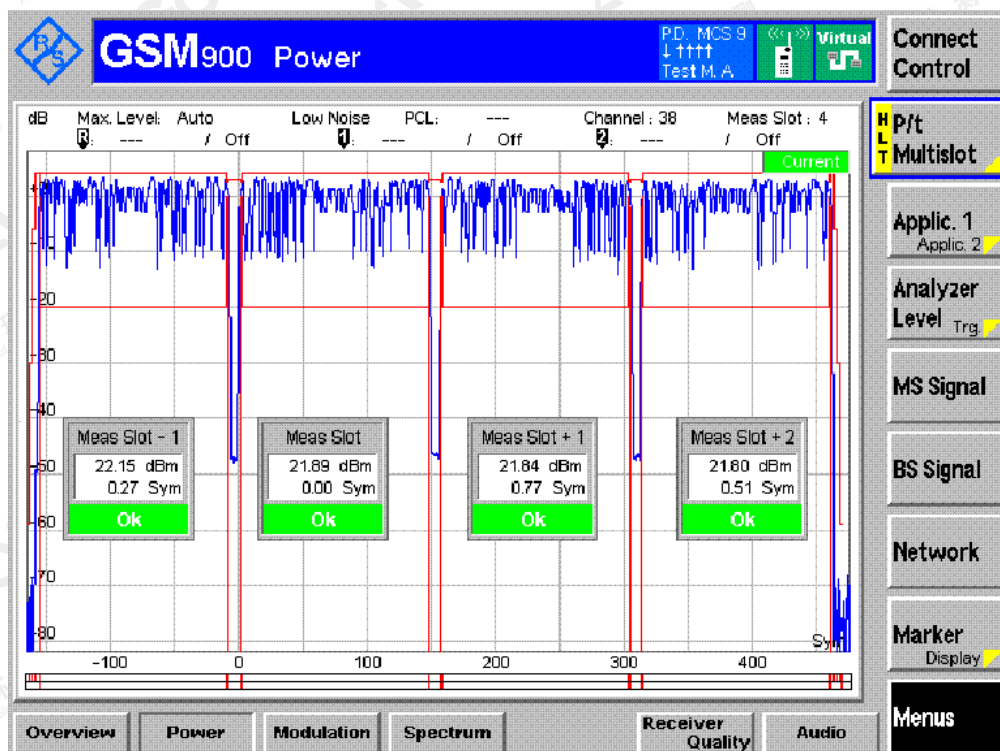 R/S
GSM900 Power
P.D. MCS 9
↓ ↑↑↑↑
Test M. A
Virtual
Connect
Control
dB Max. Level: Auto Low Noise PCL: --- Channel : 38 Meas Slot : 4
R: --- / Off 1: --- / Off 2: --- / Off
HLT
P/t
Multislot
Current
Applic. 1
Applic. 2
-20
Analyzer
Level Trg.
-30
MS Signal
-40
Meas Slot - 1 Meas Slot Meas Slot + 1 Meas Slot + 2
-50
22.15 dBm 21.89 dBm 21.84 dBm 21.80 dBm
0.27 Sym 0.00 Sym 0.77 Sym 0.51 Sym
BS Signal
-60
Ok Ok Ok Ok
Network
-70
-80
Marker
Display
-100 0 100 200 300 400
Menus
Overview Power Modulation Spectrum Receiver Quality Audio